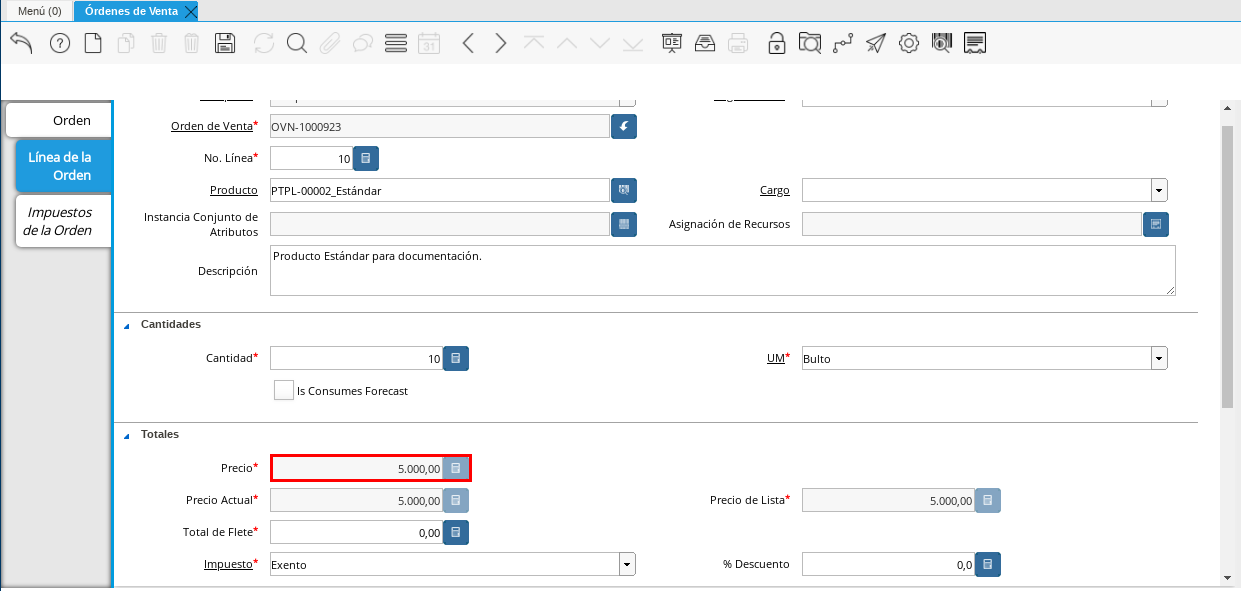 Menú (0)
Órdenes de Venta
31
Orden
Línea de la
Orden
Impuestos
de la Orden
Orden de Venta*
OVN-1000923
No. Línea*
10
Producto
PTPL-00002_Estándar
Cargo
Instancia Conjunto de
Atributos
Asignación de Recursos
Descripción
Producto Estándar para documentación.
Cantidades
Cantidad*
10
UM*
Bulto
Is Consumes Forecast
Totales
Precio*
5.000,00
Precio Actual*
5.000,00
Precio de Lista*
5.000,00
Total de Flete*
0,00
Impuesto*
Exento
% Descuento
0,0